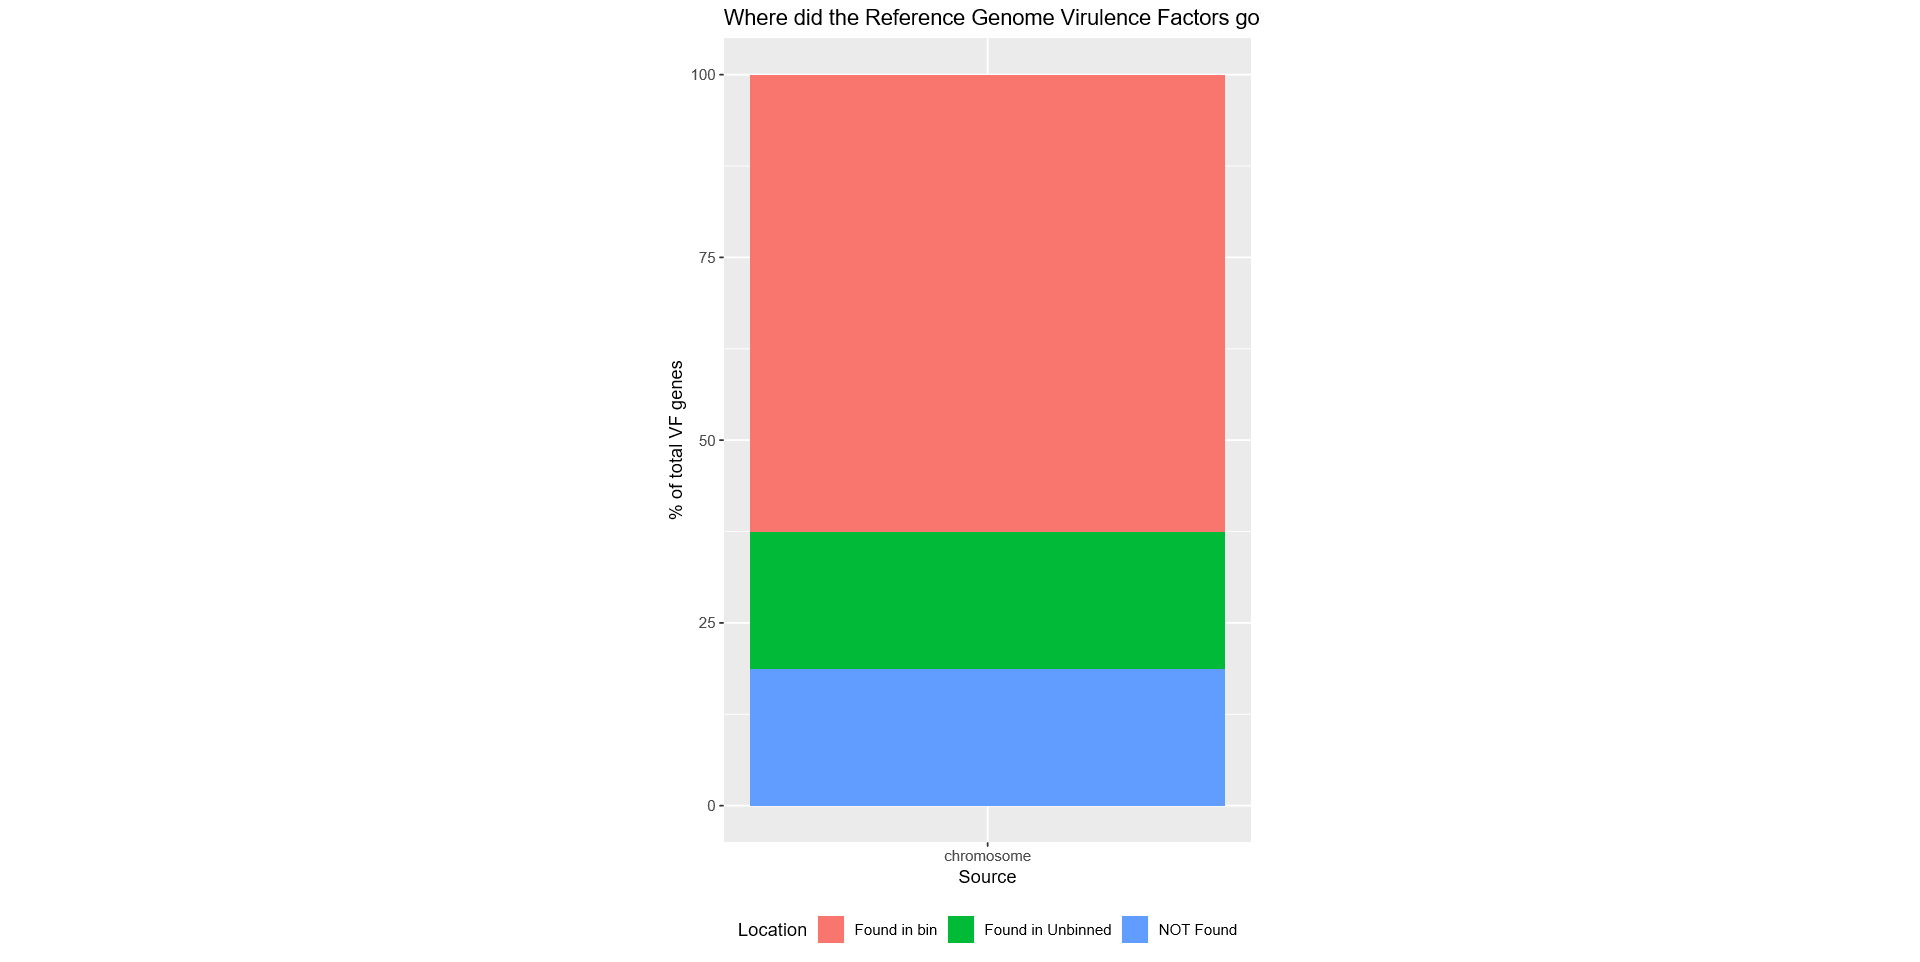 Where did the Reference Genome Virulence Factors go
100
75
50
25
0
% of total VF genes
chromosome
Source
Location Found in bin Found in Unbinned NOT Found